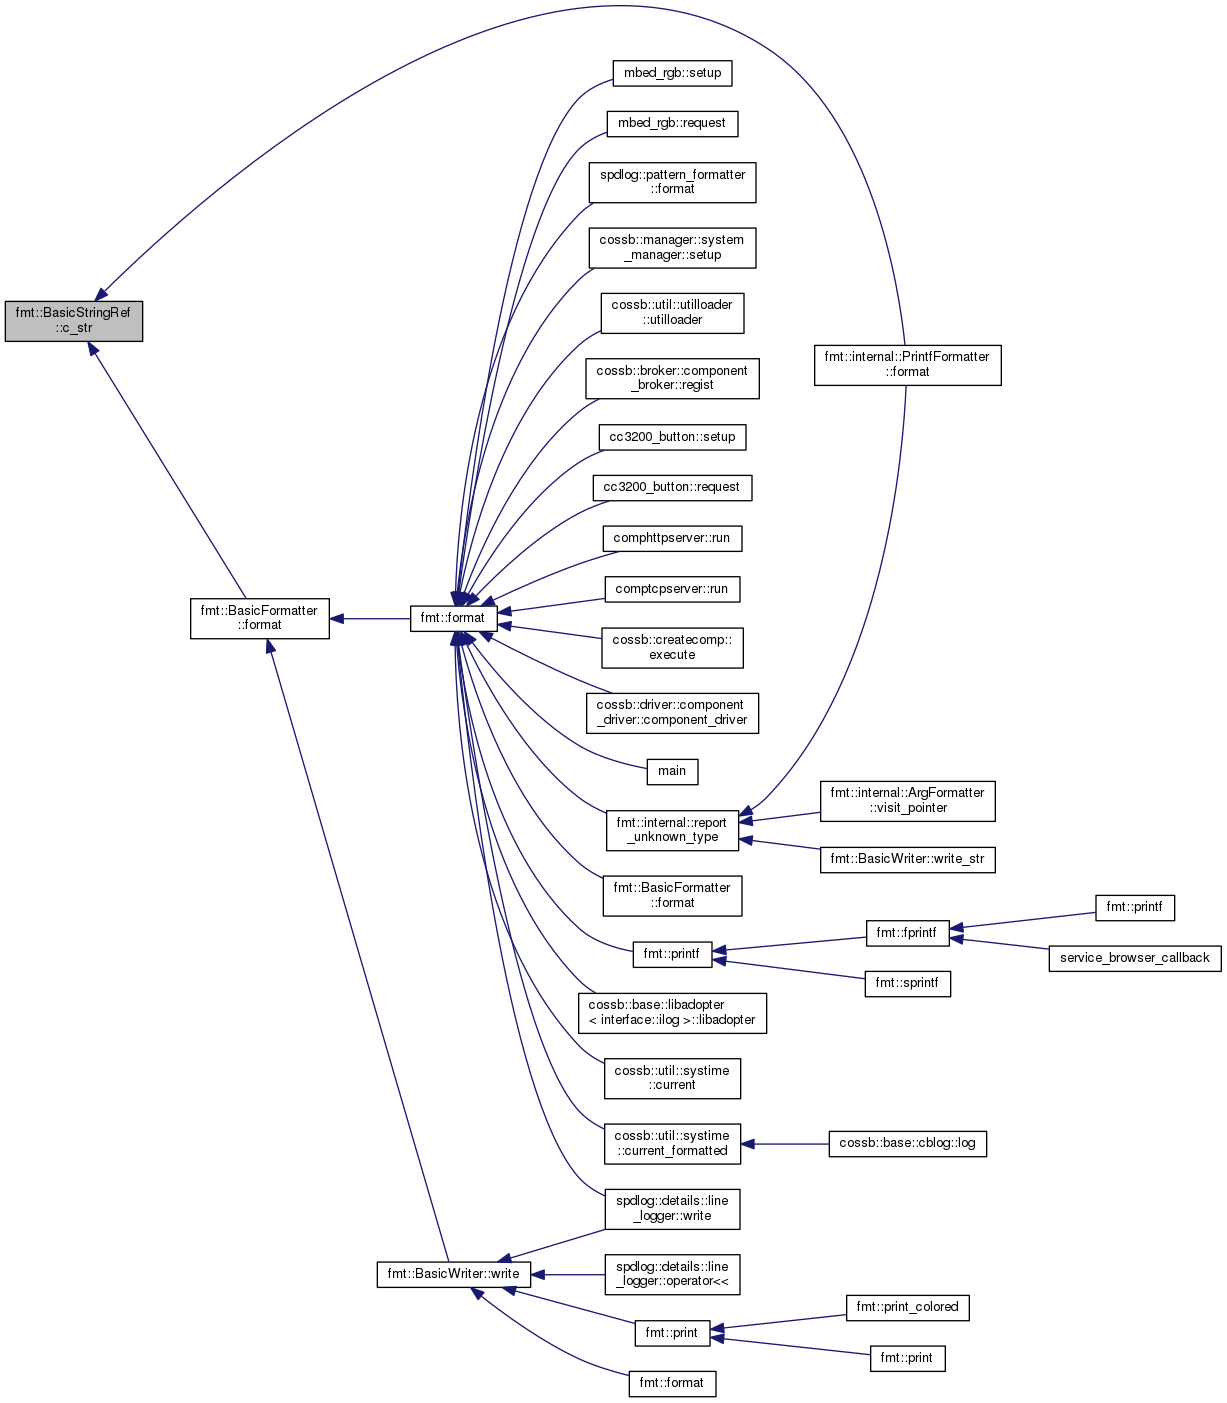 mbed_rgb::setup
mbed_rgb::request
spdlog::pattern_formatter
::format
cossb::manager::system
_manager::setup
fmt::BasicStringRef
::c_str
cossb::util::utilloader
::utilloader
fmt::internal::PrintfFormatter
::format
cossb::broker::component
_broker::regist
cc3200_button::setup
cc3200_button::request
comphttpserver::run
comptcpserver::run
fmt::BasicFormatter
::format
fmt::format
cossb::createcomp::
execute
cossb::driver::component
_driver::component_driver
main
fmt::internal::report
_unknown_type
fmt::internal::ArgFormatter
::visit_pointer
fmt::BasicWriter::write_str
fmt::BasicFormatter
::format
fmt::printf
fmt::fprintf
fmt::printf
service_browser_callback
fmt::sprintf
cossb::base::libadopter
< interface::ilog >::libadopter
cossb::util::systime
::current
cossb::util::systime
::current_formatted
cossb::base::cblog::log
spdlog::details::line
_logger::write
fmt::BasicWriter::write
spdlog::details::line
_logger::operator<<
fmt::print
fmt::print_colored
fmt::print
fmt::format